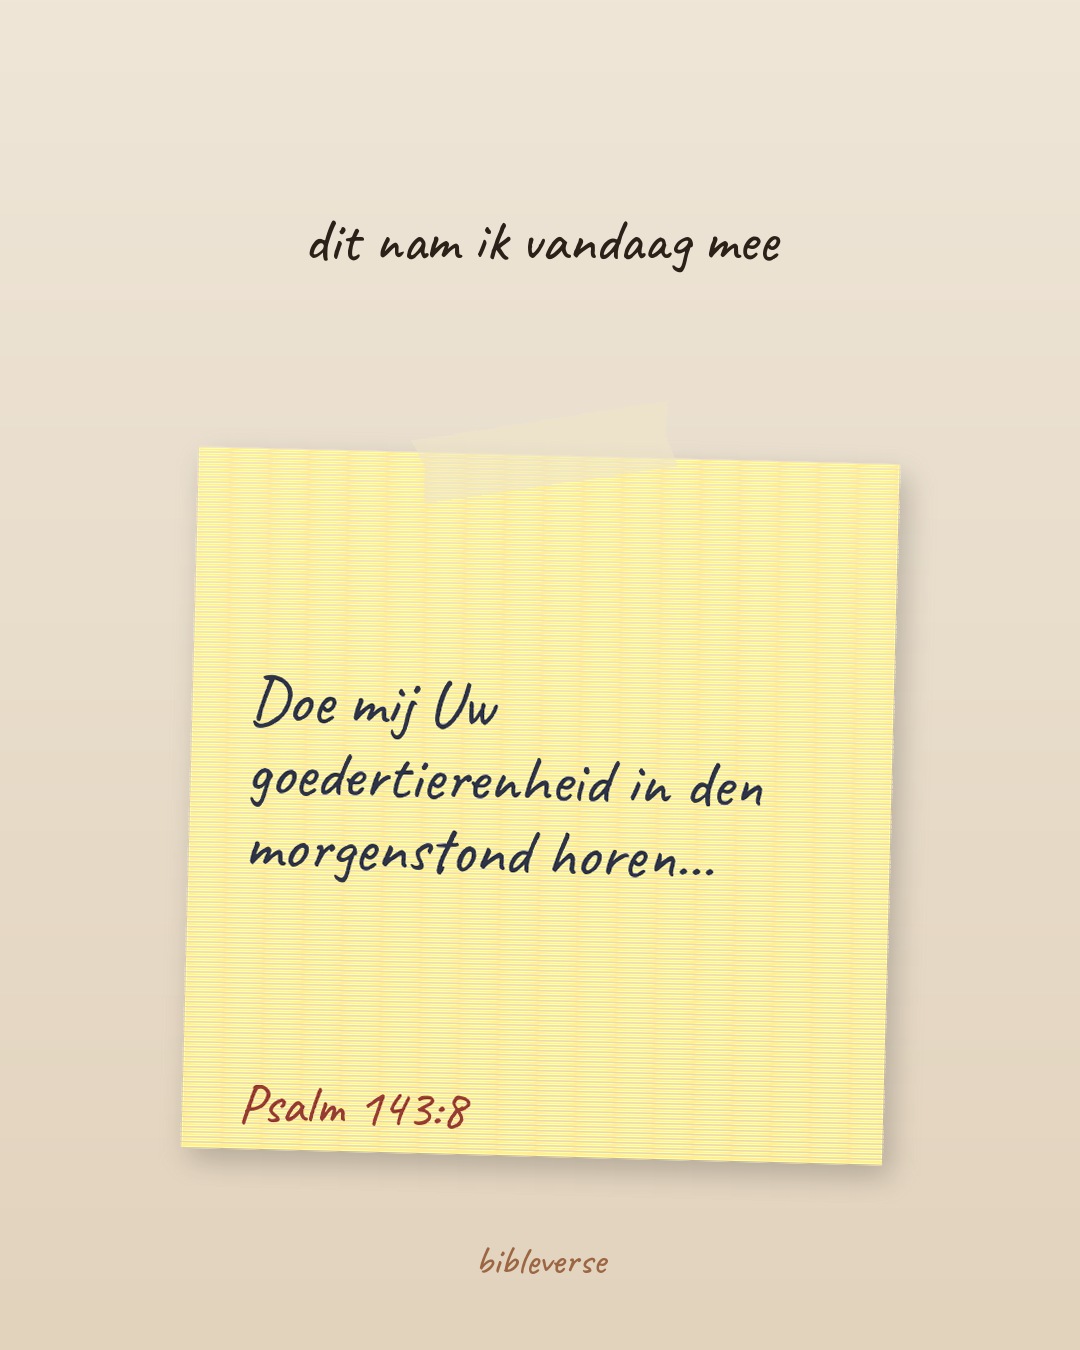 dit nam ik vandaag mee
Doe mij Uw
goedertierenheid in den
morgenstond horen...
Psalm 143:8
bibleverse